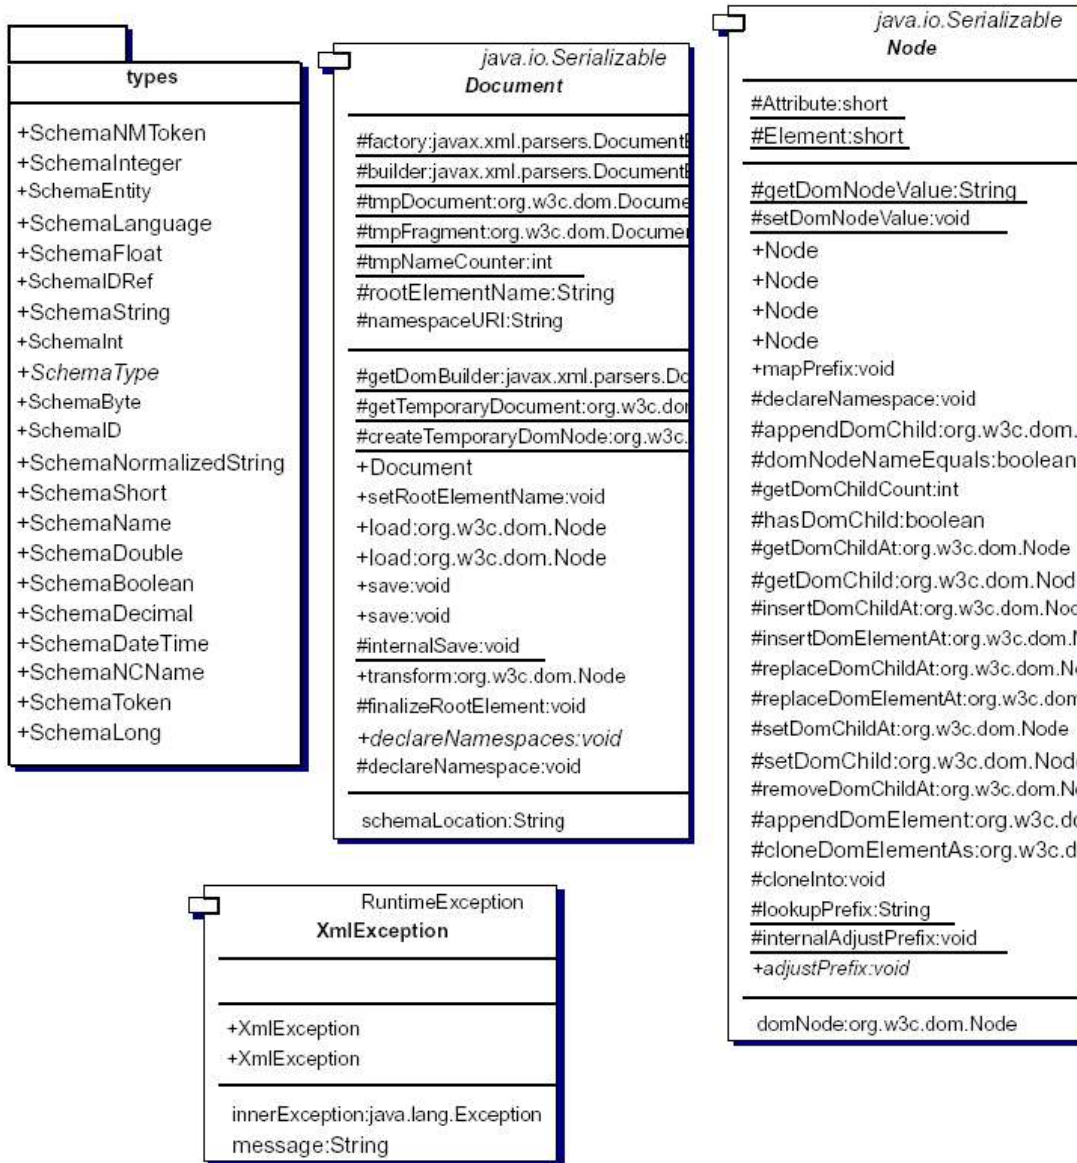 types
+SchemaNMToken
+SchemaInteger
+SchemaEntity
+SchemaLanguage
+SchemaFloat
+SchemaIDRef
+SchemaString
+SchemaInt
+SchemaType
+SchemaByte
+SchemaID
+SchemaNormalizedString
+SchemaShort
+SchemaName
+SchemaDouble
+SchemaBoolean
+SchemaDecimal
+SchemaDateTime
+SchemaNCName
+SchemaToken
+SchemaLong
java.io.Serializable
Document
#factory:javax.xml.parsers.Document
#builder:javax.xml.parsers.Document
#tmpDocument:org.w3c.dom.Docume
#tmpFragment:org.w3c.dom.Docume
#tmpNameCounter:int
#rootElementName:String
#namespaceURI:String
#getDomBuilder:javax.xml.parsers.Do
#getTemporaryDocument:org.w3c.do
#createTemporaryDomNode:org.w3c.
+Document
+setRootElementName:void
+load:org.w3c.dom.Node
+load:org.w3c.dom.Node
+save:void
+save:void
#internalSave:void
+transform:org.w3c.dom.Node
#finalizeRootElement:void
+declareNamespaces:void
#declareNamespace:void
schemaLocation:String
java.io.Serializable
Node
#Attribute:short
#Element:short
#getDomNodeValue:String
#setDomNodeValue:void
+Node
+Node
+Node
+Node
+mapPrefix:void
#declareNamespace:void
#appendDomChild:org.w3c.dom.
#domNodeNameEquals:boolean
#getDomChildCount:int
#hasDomChild:boolean
#getDomChildAt:org.w3c.dom.Node
#getDomChild:org.w3c.dom.Nod
#insertDomChildAt:org.w3c.dom.Nod
#insertDomElementAt:org.w3c.dom.N
#replaceDomChildAt:org.w3c.dom.No
#replaceDomElementAt:org.w3c.dom
#setDomChildAt:org.w3c.dom.Node
#setDomChild:org.w3c.dom.Nod
#removeDomChildAt:org.w3c.dom.N
#appendDomElement:org.w3c.do
#cloneDomElementAs:org.w3c.d
#cloneInto:void
#lookupPrefix:String
#internalAdjustPrefix:void
+adjustPrefix:void
domNode:org.w3c.dom.Node
RuntimeException
XmlException
+XmlException
+XmlException
innerException:java.lang.Exception
message:String